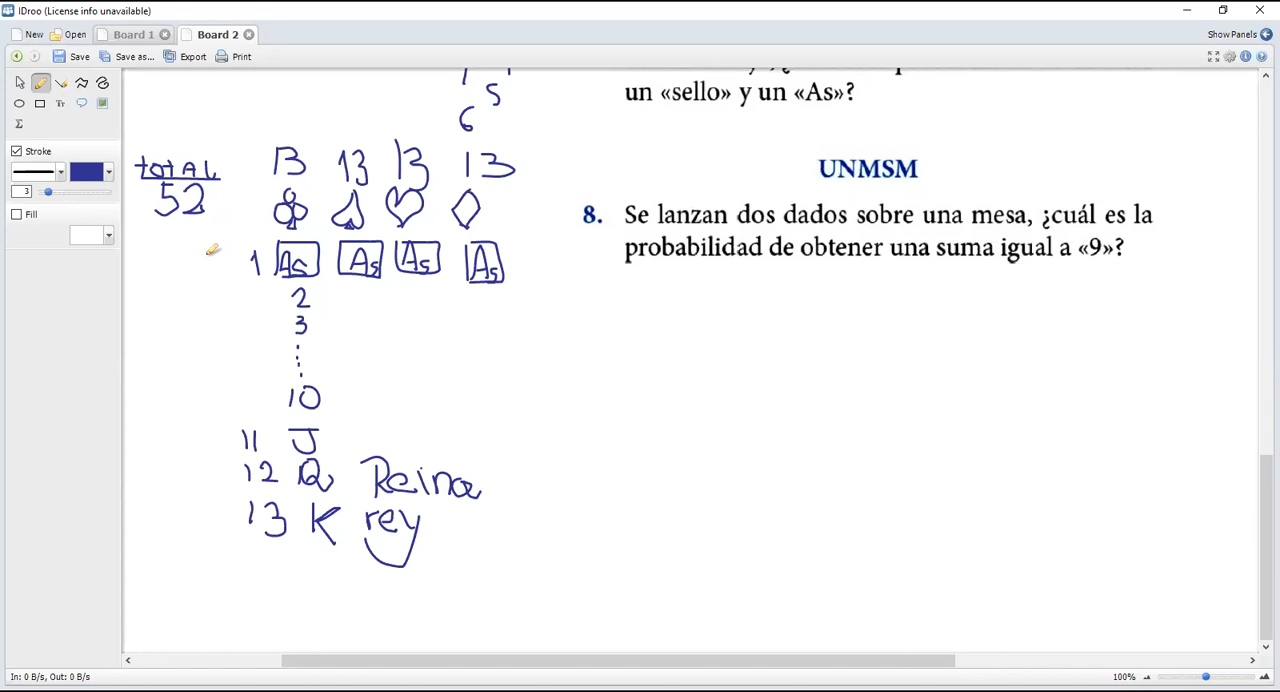 IDroo (License info unavailable)
New Open Board 1 Board 2 Show Panels
Save Save as... Export Print
Stroke
3
Fill
5
6
TOTAL 13 13 13 13
52
1 As As As As
2
3
10
11 J
12 Q Reina
13 K rey
un «sello» y un «As»?
UNMSM
8. Se lanzan dos dados sobre una mesa, ¿cuál es la
probabilidad de obtener una suma igual a «9»?
In: 0 B/s, Out: 0 B/s 100%